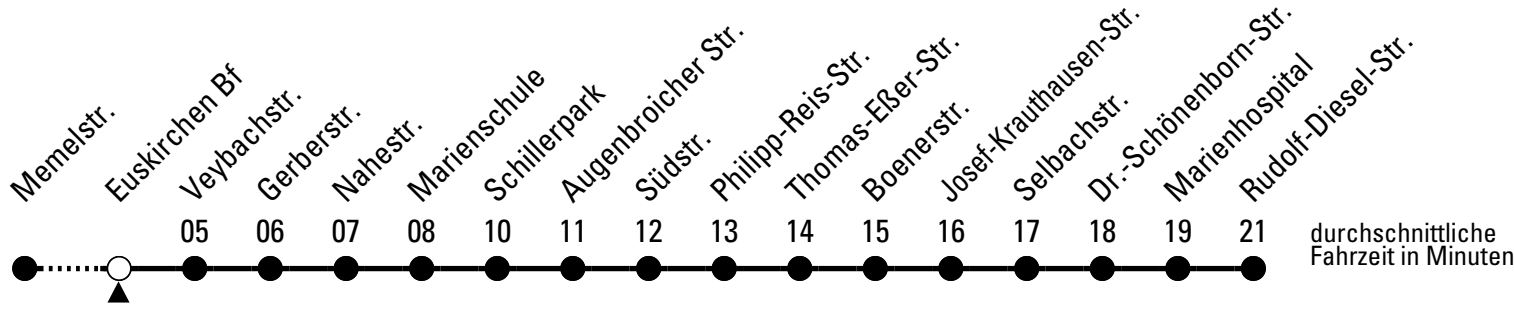 Memelstr.
Euskirchen Bf
Veybachstr.
Gerberstr.
Nahestr.
Marienschule
Schillerpark
Augenbroicher Str.
Südstr.
Philipp-Reis-Str.
Thomas-Eßer-Str.
Boenerstr.
Josef-Krauthausen-Str.
Selbachstr.
Dr.-Schönenborn-Str.
Marienhospital
Rudolf-Diesel-Str.
05 06 07 08 10 11 12 13 14 15 16 17 18 19 21
durchschnittliche
Fahrzeit in Minuten